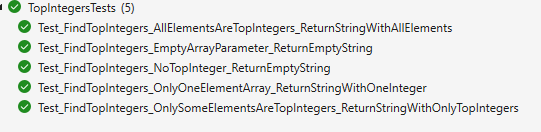 TopIntegersTests (5)
Test_FindTopIntegers_AllElementsAreTopIntegers_ReturnStringWithAllElements
Test_FindTopIntegers_EmptyArrayParameter_ReturnEmptyString
Test_FindTopIntegers_NoTopInteger_ReturnEmptyString
Test_FindTopIntegers_OnlyOneElementArray_ReturnStringWithOneInteger
Test_FindTopIntegers_OnlySomeElementsAreTopIntegers_ReturnStringWithOnlyTopIntegers